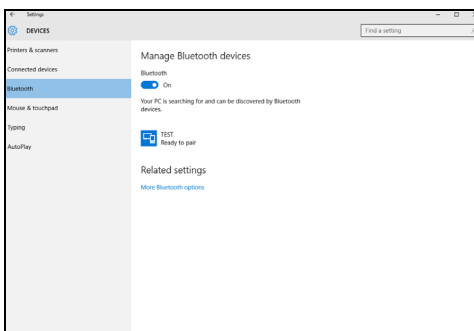 Settings
DEVICES
Find a setting
Printers & scanners
Connected devices
Bluetooth
Mouse & touchpad
Typing
AutoPlay
Manage Bluetooth devices
Bluetooth
On
Your PC is searching for and can be discovered by Bluetooth
devices.
TEST
Ready to pair
Related settings
More Bluetooth options